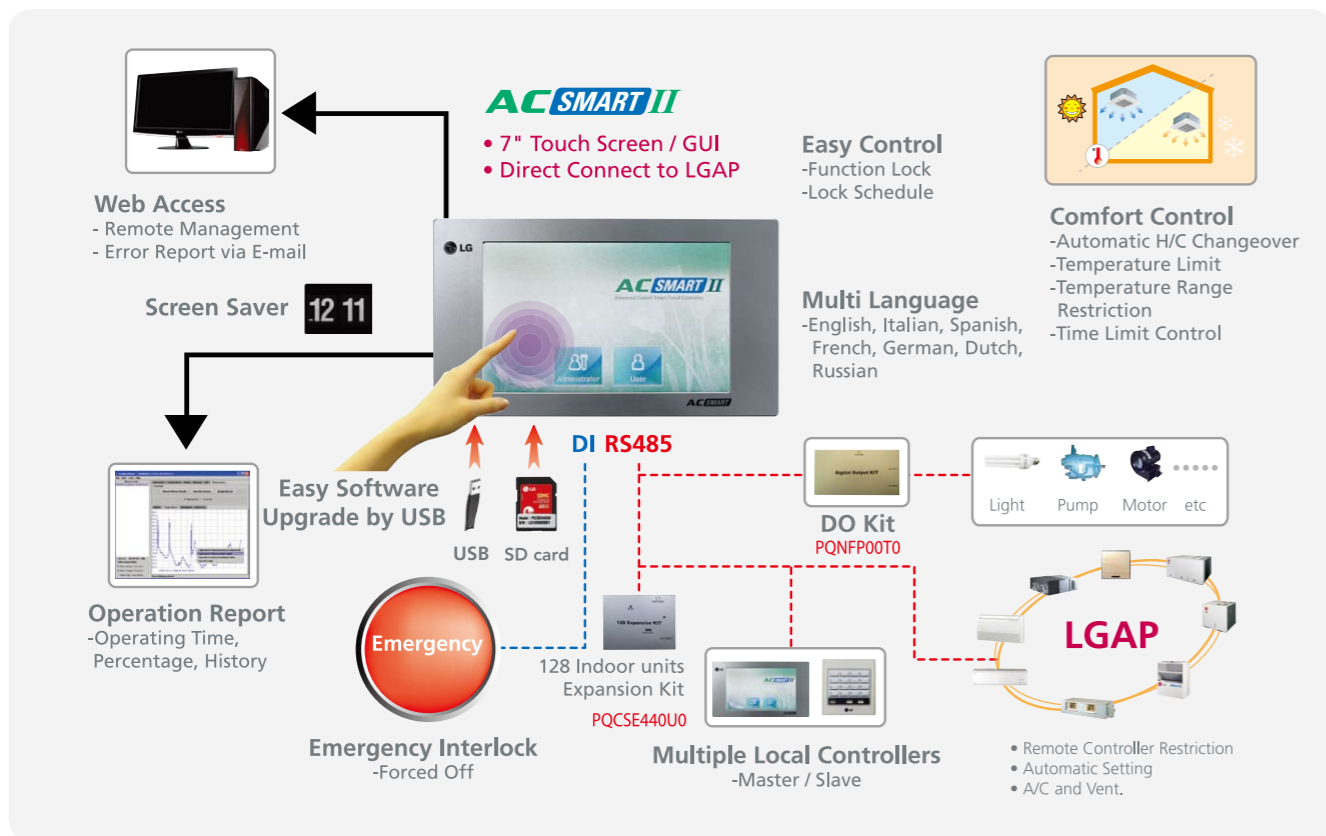 AC SMART II
• 7" Touch Screen / GUI
• Direct Connect to LGAP
Web Access
- Remote Management
- Error Report via E-mail
Screen Saver
12 11
Easy Control
-Function Lock
-Lock Schedule
Multi Language
-English, Italian, Spanish,
French, German, Dutch,
Russian
Comfort Control
-Automatic H/C Changeover
-Temperature Limit
-Temperature Range
Restriction
-Time Limit Control
LG
AC SMART II
Administrator
User
AC SMART
DI RS485
Easy Software
Upgrade by USB
USB
SD card
Operation Report
-Operating Time,
Percentage, History
Emergency
Emergency Interlock
-Forced Off
128 Expansion KIT
128 Indoor units
Expansion Kit
PQCSE440U0
Digital Output KIT
DO Kit
PQNFP00T0
Light
Pump
Motor
etc
AC SMART II
Multiple Local Controllers
-Master / Slave
LGAP
• Remote Controller Restriction
• Automatic Setting
• A/C and Vent.